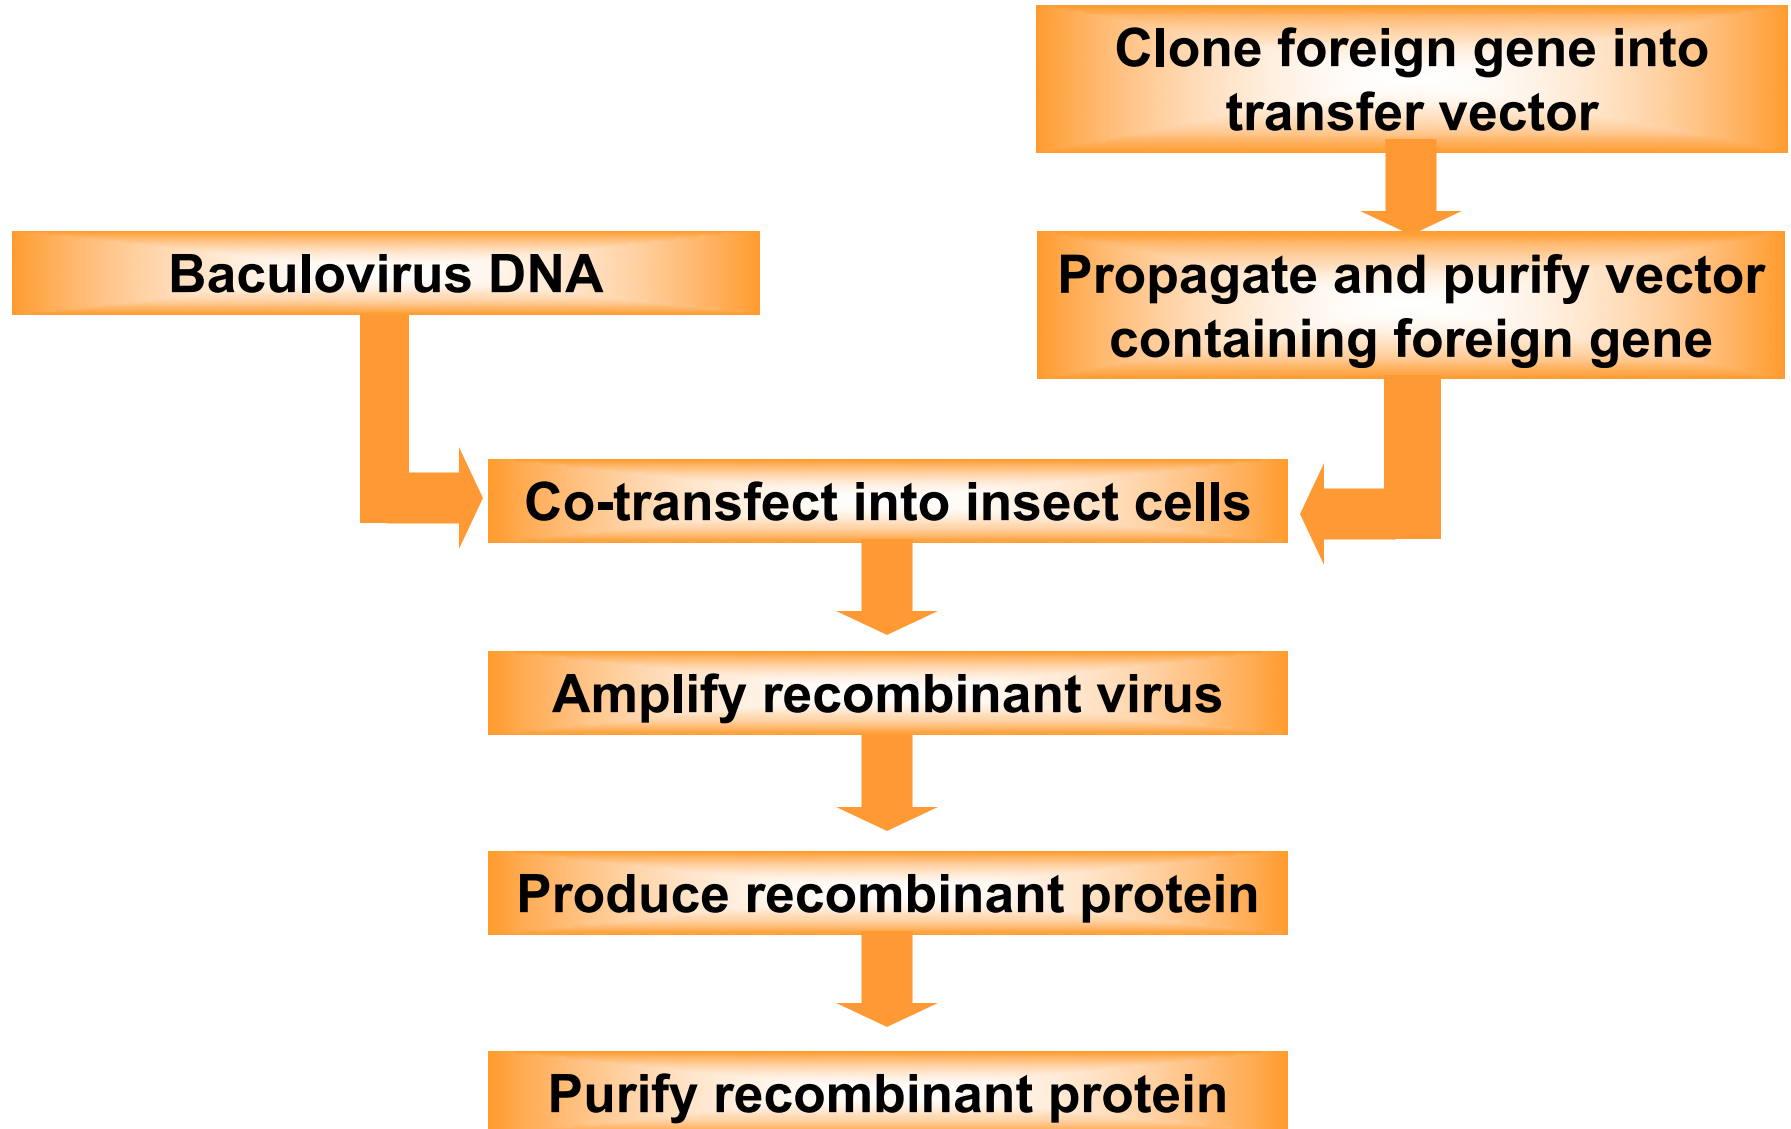 Clone foreign gene into
transfer vector
Baculovirus DNA
Propagate and purify vector
containing foreign gene
Co-transfect into insect cells
Amplify recombinant virus
Produce recombinant protein
Purify recombinant protein